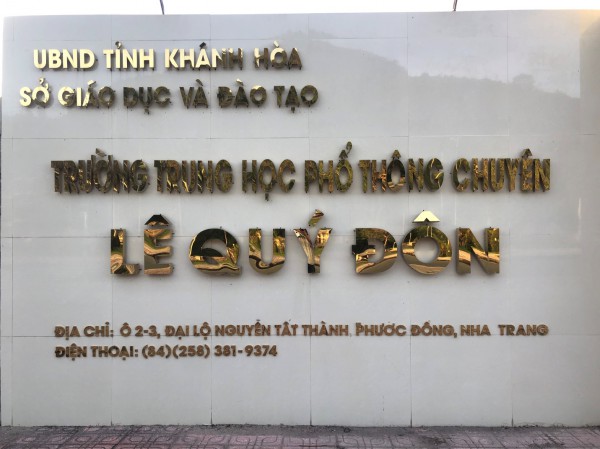 UBND TỈNH KHÁNH HÒA
SỞ GIÁO DỤC VÀ ĐÀO TẠO
TRƯỜNG TRUNG HỌC PHỔ THÔNG CHUYÊN
LÊ QUÝ ĐÔN
ĐỊA CHỈ: Ô 2-3, ĐẠI LỘ NGUYỄN TẤT THÀNH, PHƯỚC ĐỒNG, NHA TRANG
ĐIỆN THOẠI: (84)(258) 381-9374